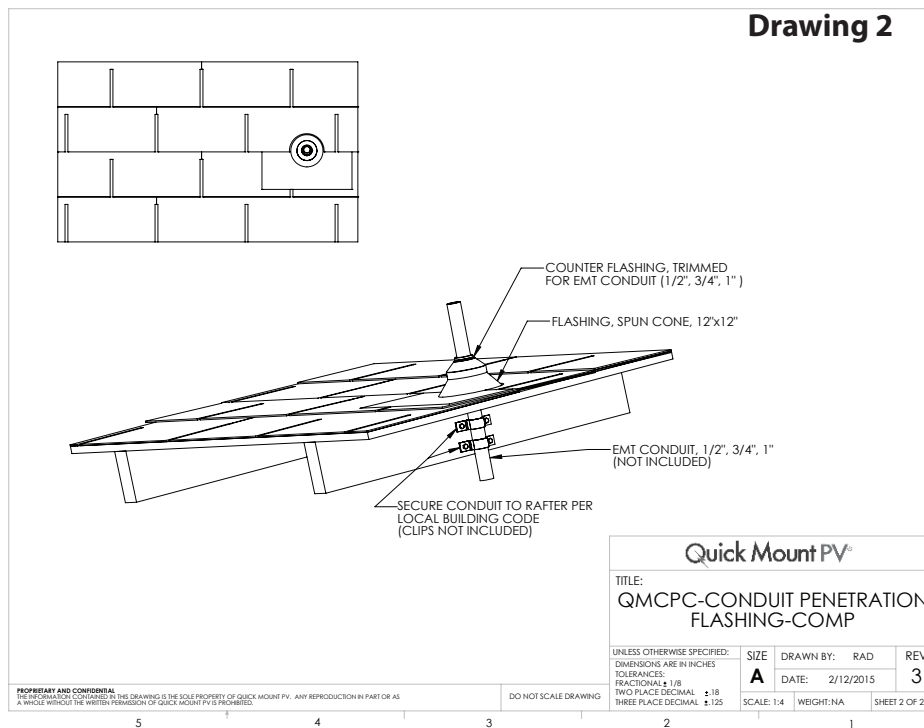 Drawing 2
COUNTER FLASHING, TRIMMED
FOR EMT CONDUIT (1/2", 3/4", 1" )
FLASHING, SPUN CONE, 12"x12"
EMT CONDUIT, 1/2", 3/4", 1"
(NOT INCLUDED)
SECURE CONDUIT TO RAFTER PER
LOCAL BUILDING CODE
(CLIPS NOT INCLUDED)
Quick Mount PV
TITLE:
QMCPC-CONDUIT PENETRATION
FLASHING-COMP
UNLESS OTHERWISE SPECIFIED:
DIMENSIONS ARE IN INCHES
TOLERANCES:
FRACTIONAL ± 1/8
TWO PLACE DECIMAL ±.18
THREE PLACE DECIMAL ±.125
SIZE
A
DRAWN BY: RAD
DATE: 2/12/2015
REV
3
SCALE: 1:4
WEIGHT: NA
SHEET 2 OF 2
PROPRIETARY AND CONFIDENTIAL
THE INFORMATION CONTAINED IN THIS DRAWING IS THE SOLE PROPERTY OF QUICK MOUNT PV. ANY REPRODUCTION IN PART OR AS
A WHOLE WITHOUT THE WRITTEN PERMISSION OF QUICK MOUNT PV IS PROHIBITED.
DO NOT SCALE DRAWING
5 4 3 2 1